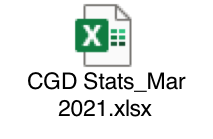 X
CGD Stats_Mar
2021.xlsx